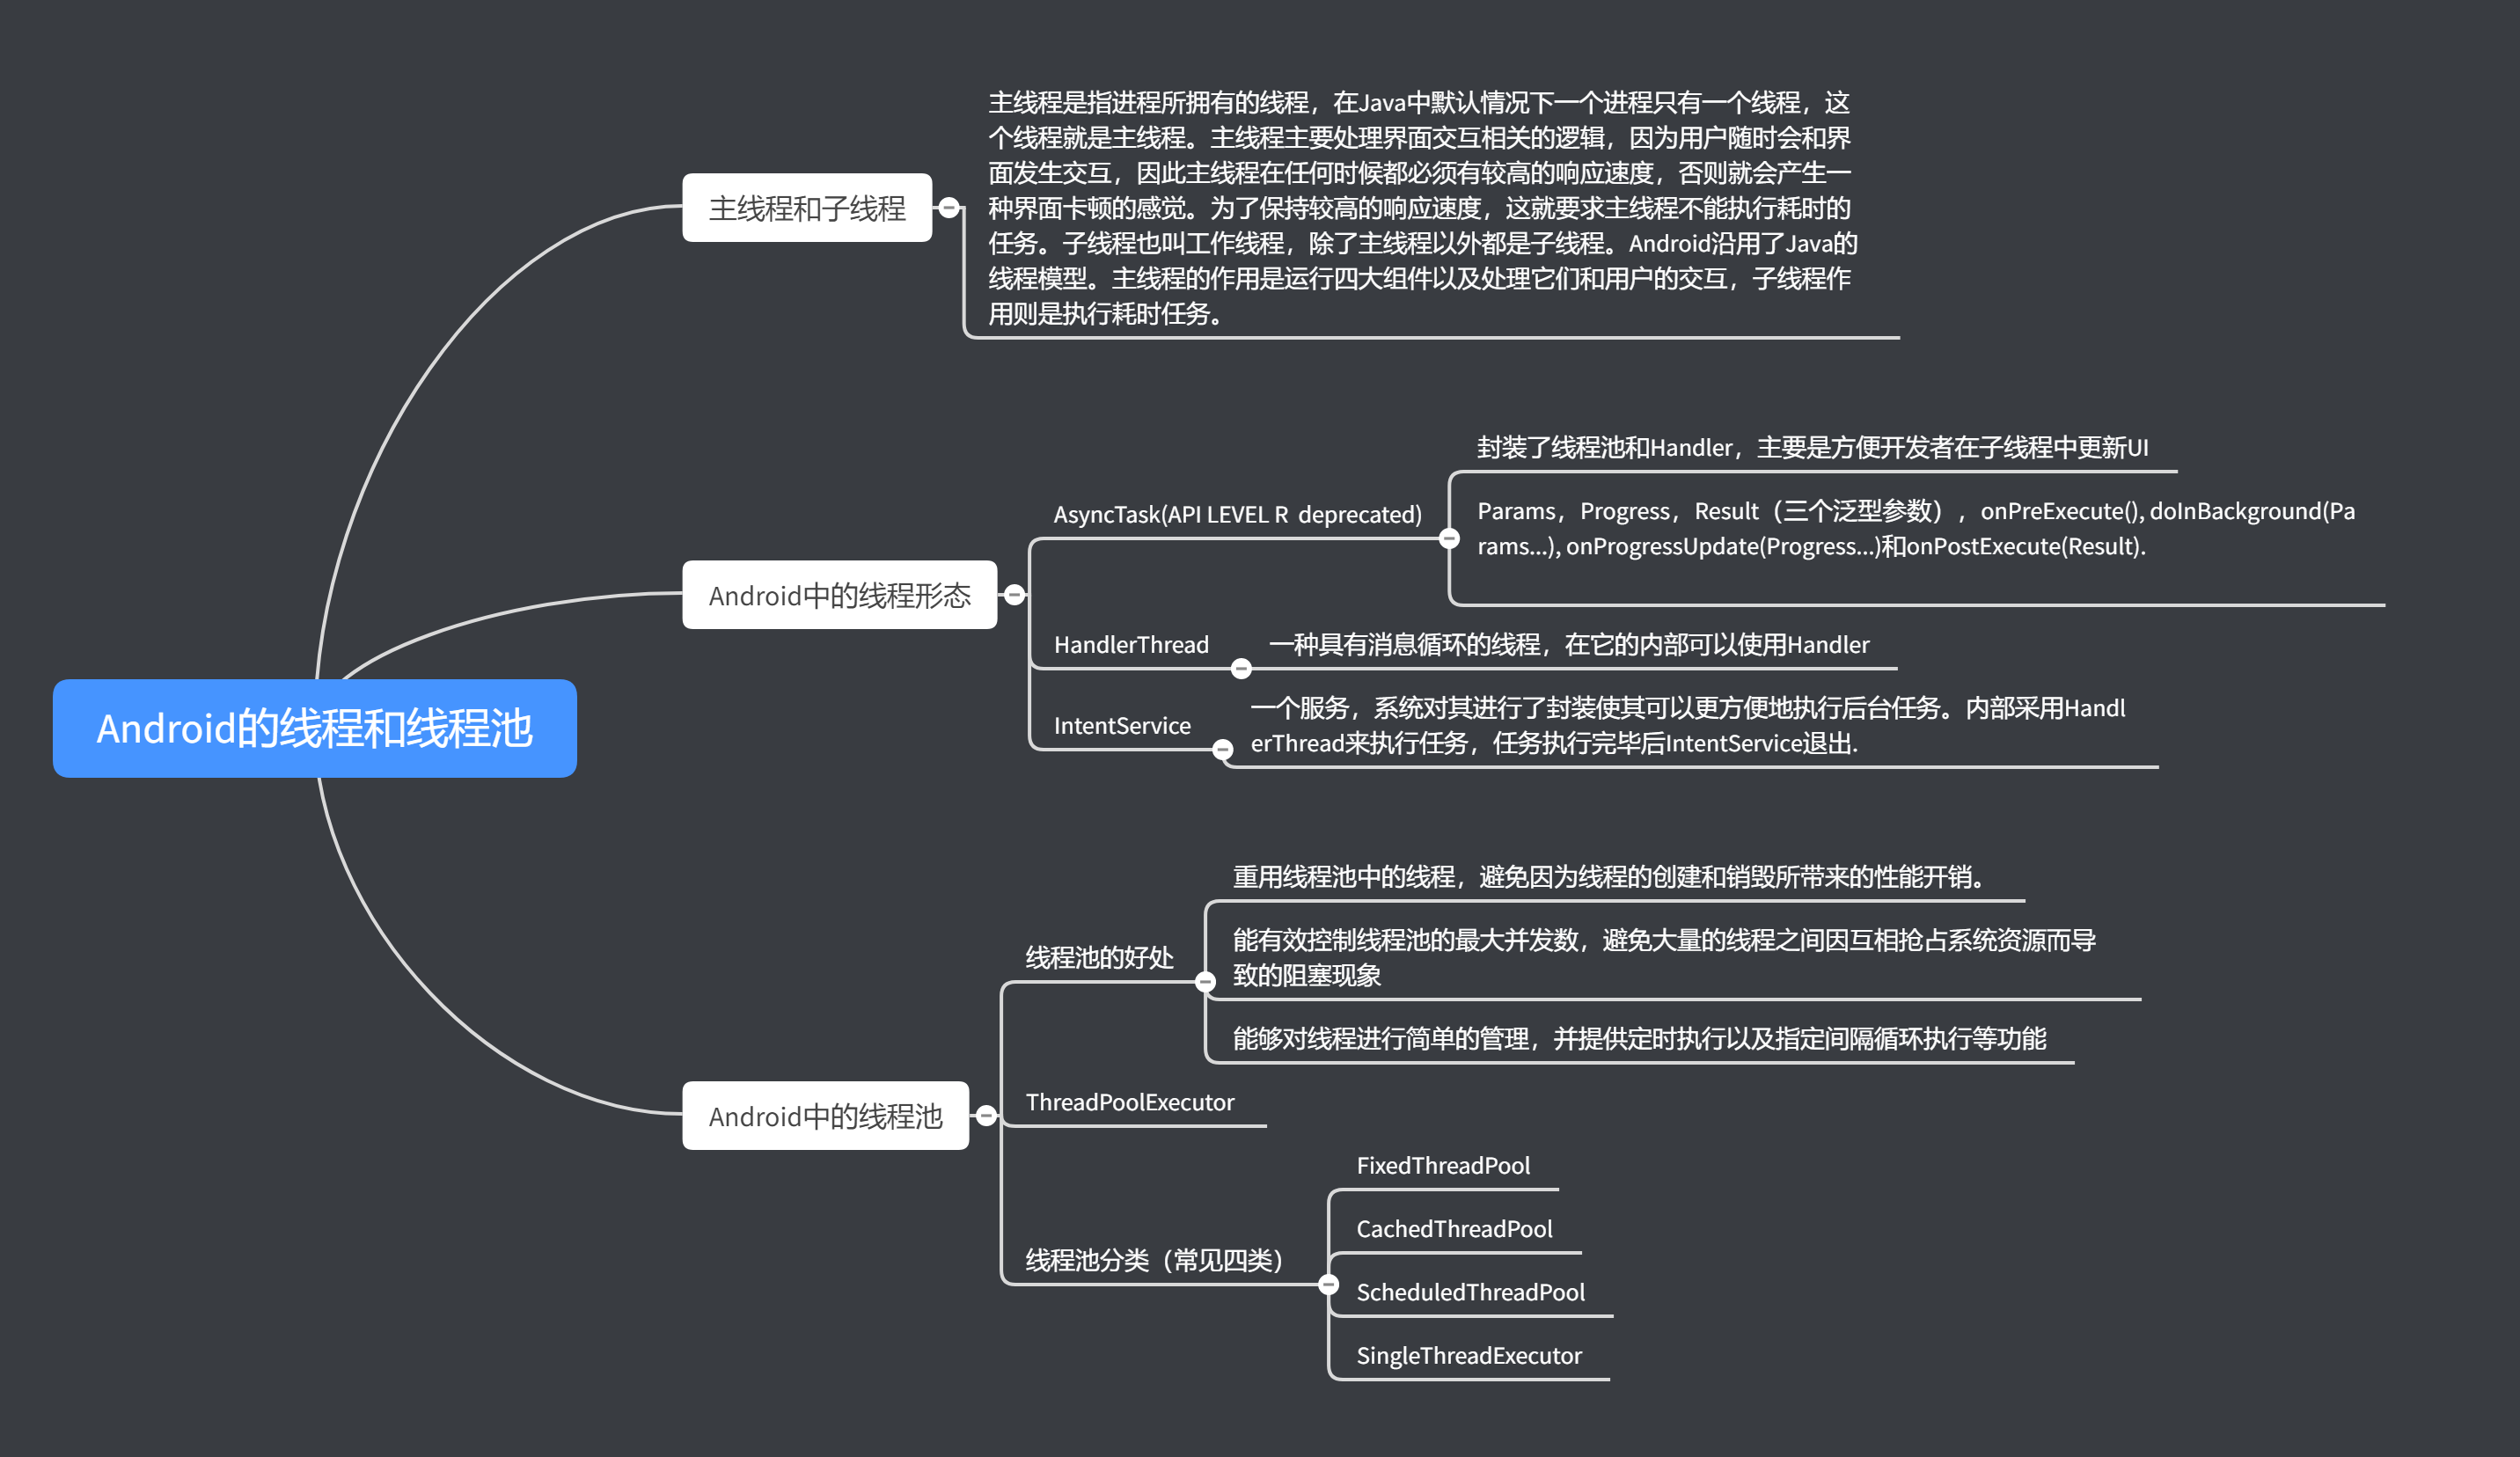 主线程是指进程所拥有的线程，在Java中默认情况下一个进程只有一个线程，这
个线程就是主线程。主线程主要处理界面交互相关的逻辑，因为用户随时会和界
面发生交互，因此主线程在任何时候都必须有较高的响应速度，否则就会产生一
种界面卡顿的感觉。为了保持较高的响应速度，这就要求主线程不能执行耗时的
任务。子线程也叫工作线程，除了主线程以外都是子线程。Android沿用了Java的
线程模型。主线程的作用是运行四大组件以及处理它们和用户的交互，子线程作
用则是执行耗时任务。
主线程和子线程
封装了线程池和Handler，主要是方便开发者在子线程中更新UI
AsyncTask(API LEVEL R  deprecated)
Params，Progress，Result（三个泛型参数），onPreExecute(), doInBackground(Pa
rams...), onProgressUpdate(Progress...)和onPostExecute(Result).
Android中的线程形态
HandlerThread
一种具有消息循环的线程，在它的内部可以使用Handler
IntentService
一个服务，系统对其进行了封装使其可以更方便地执行后台任务。内部采用Handl
erThread来执行任务，任务执行完毕后IntentService退出.
Android的线程和线程池
重用线程池中的线程，避免因为线程的创建和销毁所带来的性能开销。
线程池的好处
能有效控制线程池的最大并发数，避免大量的线程之间因互相抢占系统资源而导
致的阻塞现象
能够对线程进行简单的管理，并提供定时执行以及指定间隔循环执行等功能
Android中的线程池
ThreadPoolExecutor
线程池分类（常见四类）
FixedThreadPool
CachedThreadPool
ScheduledThreadPool
SingleThreadExecutor